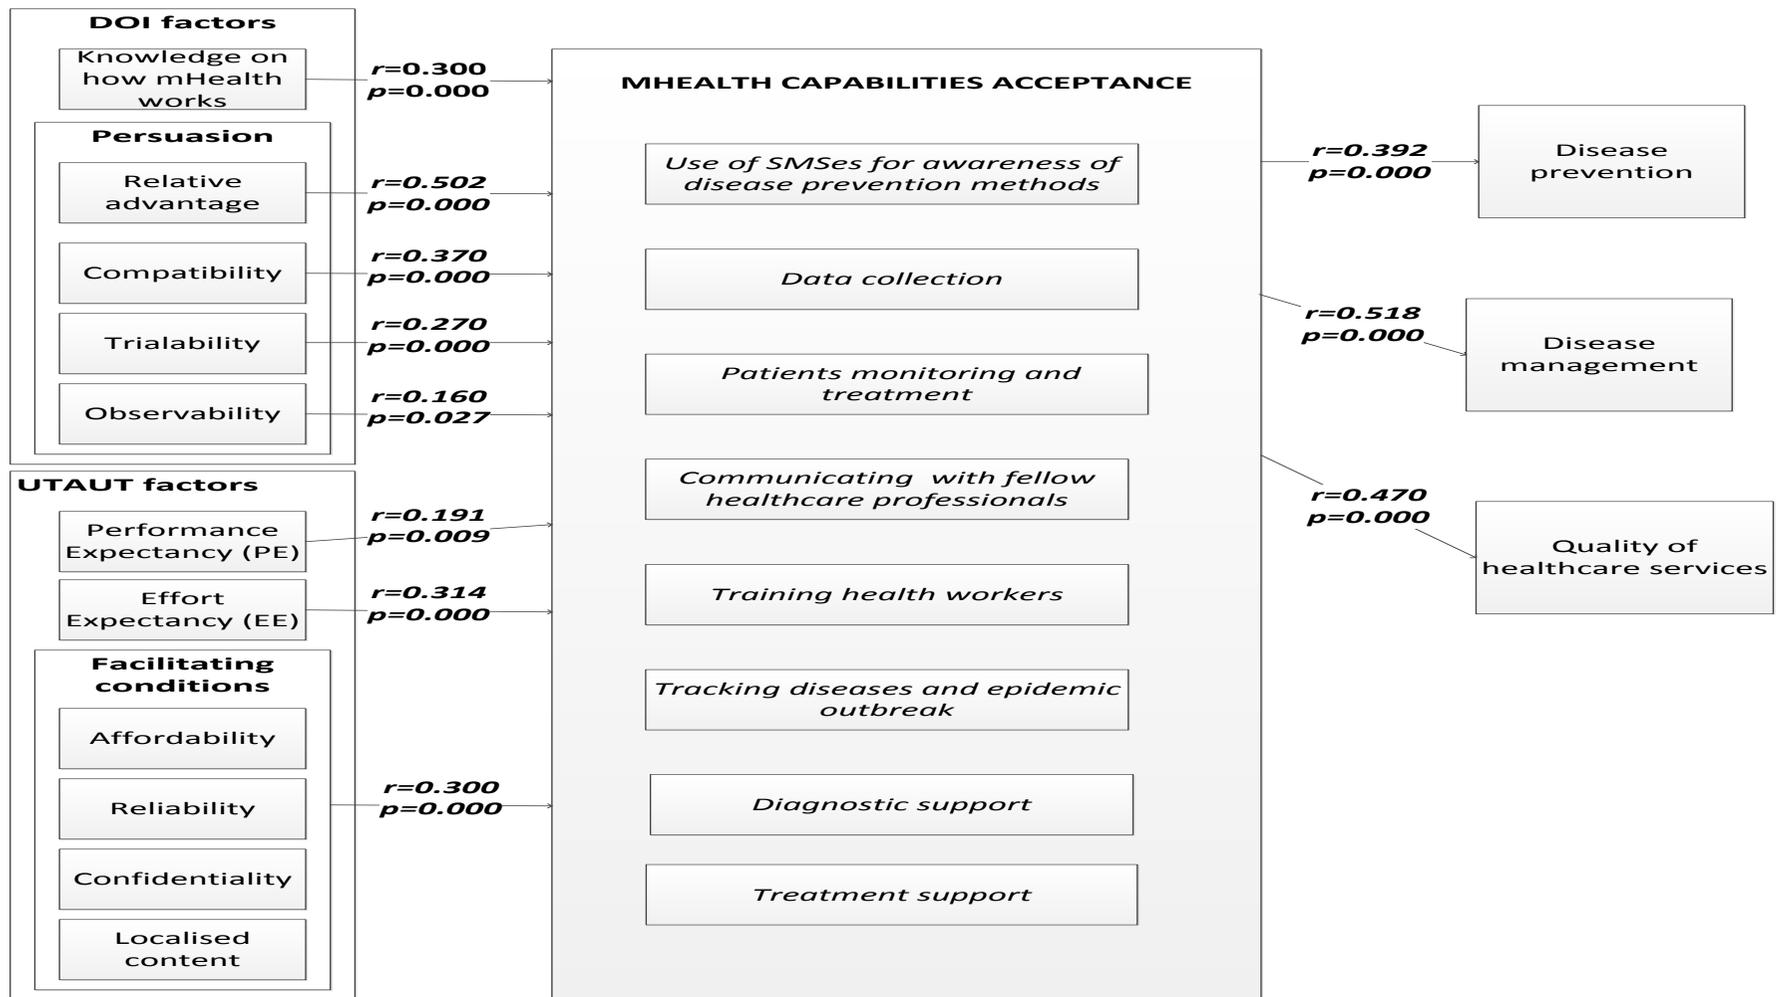 DOI factors
Knowledge on
how mHealth
works
r=0.300
p=0.000
Persuasion
Relative
advantage
r=0.502
p=0.000
Compatibility
r=0.370
p=0.000
Trialability
r=0.270
p=0.000
Observability
r=0.160
p=0.027
UTAUT factors
Performance
Expectancy (PE)
r=0.191
p=0.009
Effort
Expectancy (EE)
r=0.314
p=0.000
Facilitating
conditions
Affordability
Reliability
r=0.300
p=0.000
Confidentiality
Localised
content
MHEALTH CAPABILITIES ACCEPTANCE
Use of SMSes for awareness of
disease prevention methods
Data collection
Patients monitoring and
treatment
Communicating with fellow
healthcare professionals
Training health workers
Tracking diseases and epidemic
outbreak
Diagnostic support
Treatment support
r=0.392
p=0.000
Disease
prevention
r=0.518
p=0.000
Disease
management
r=0.470
p=0.000
Quality of
healthcare services